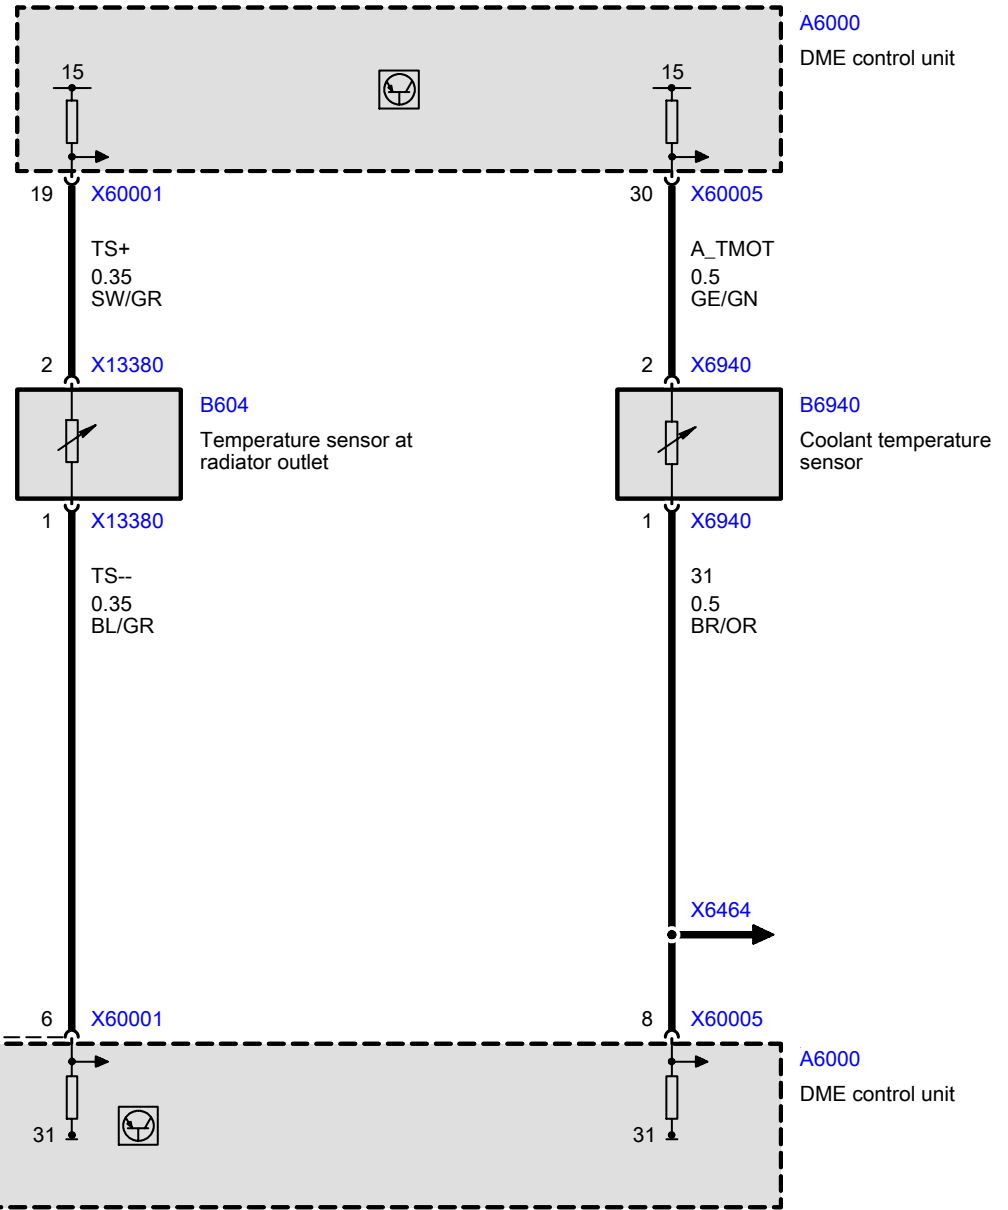 A6000
DME control unit
15
15
19 X60001
30 X60005
TS+
0.35
SW/GR
A_TMOT
0.5
GE/GN
2 X13380
2 X6940
B604
Temperature sensor at
radiator outlet
B6940
Coolant temperature
sensor
1 X13380
1 X6940
TS--
0.35
BL/GR
31
0.5
BR/OR
X6464
6 X60001
8 X60005
A6000
DME control unit
31
31